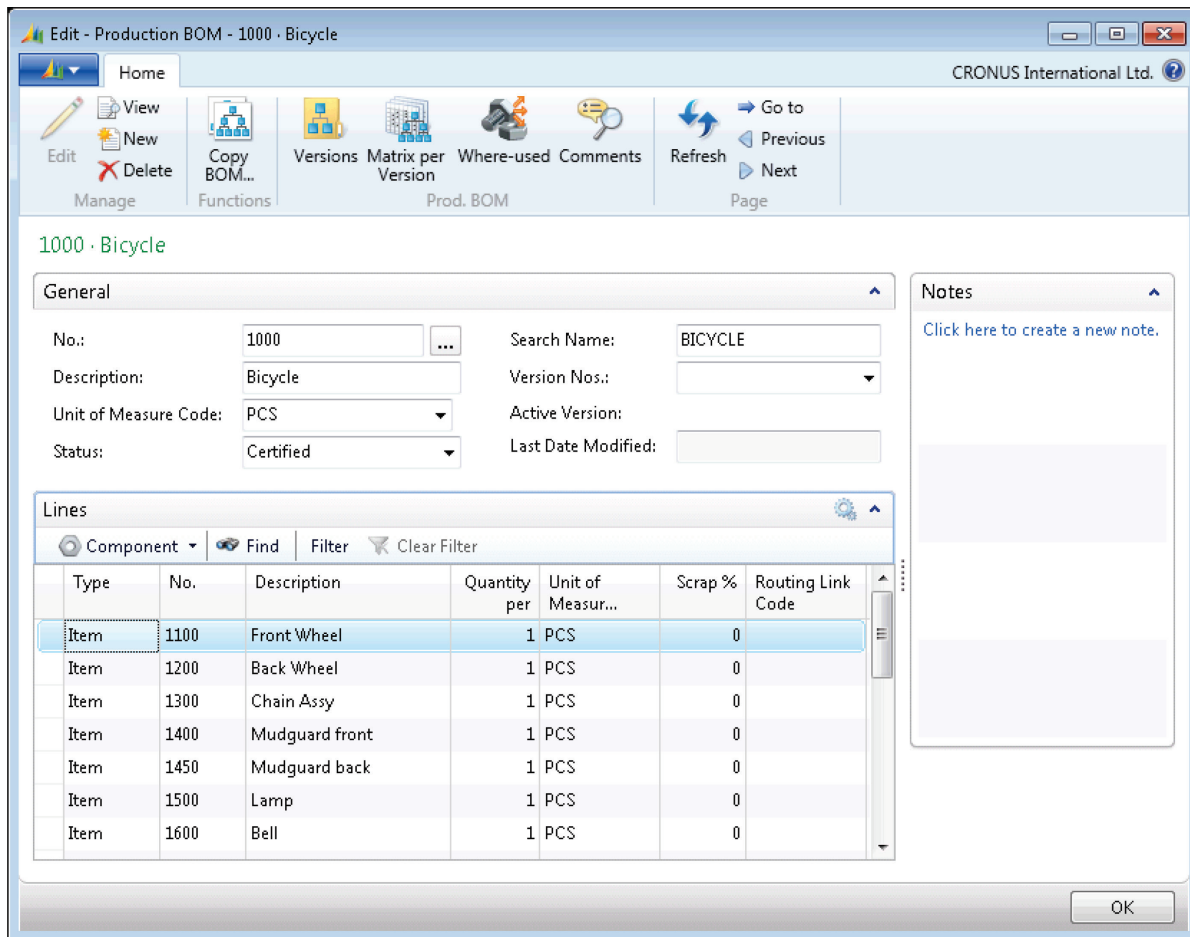 Edit - Production BOM - 1000 · Bicycle
Home
CRONUS International Ltd.
Edit
View
New
Delete
Manage
Copy BOM...
Functions
Versions
Matrix per Version
Where-used
Comments
Prod. BOM
Refresh
Go to
Previous
Next
Page
1000 · Bicycle
General
No.: 1000 ...
Description: Bicycle
Unit of Measure Code: PCS
Status: Certified
Search Name: BICYCLE
Version Nos.:
Active Version:
Last Date Modified:
Notes
Click here to create a new note.
Lines
Component Find Filter Clear Filter
Type No. Description Quantity per Unit of Measur... Scrap % Routing Link Code
Item 1100 Front Wheel 1 PCS 0
Item 1200 Back Wheel 1 PCS 0
Item 1300 Chain Assy 1 PCS 0
Item 1400 Mudguard front 1 PCS 0
Item 1450 Mudguard back 1 PCS 0
Item 1500 Lamp 1 PCS 0
Item 1600 Bell 1 PCS 0
OK